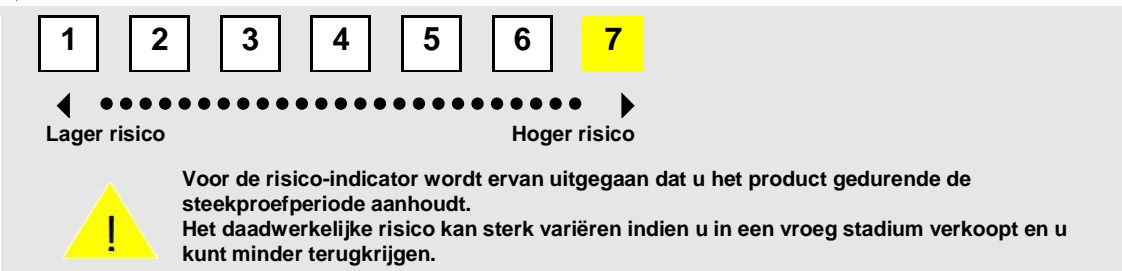 1 2 3 4 5 6 7
Lager risico Hoger risico
Voor de risico-indicator wordt ervan uitgegaan dat u het product gedurende de
steekproefperiode aanhoudt.
! Het daadwerkelijke risico kan sterk variëren indien u in een vroeg stadium verkoopt en u
kunt minder terugkrijgen.